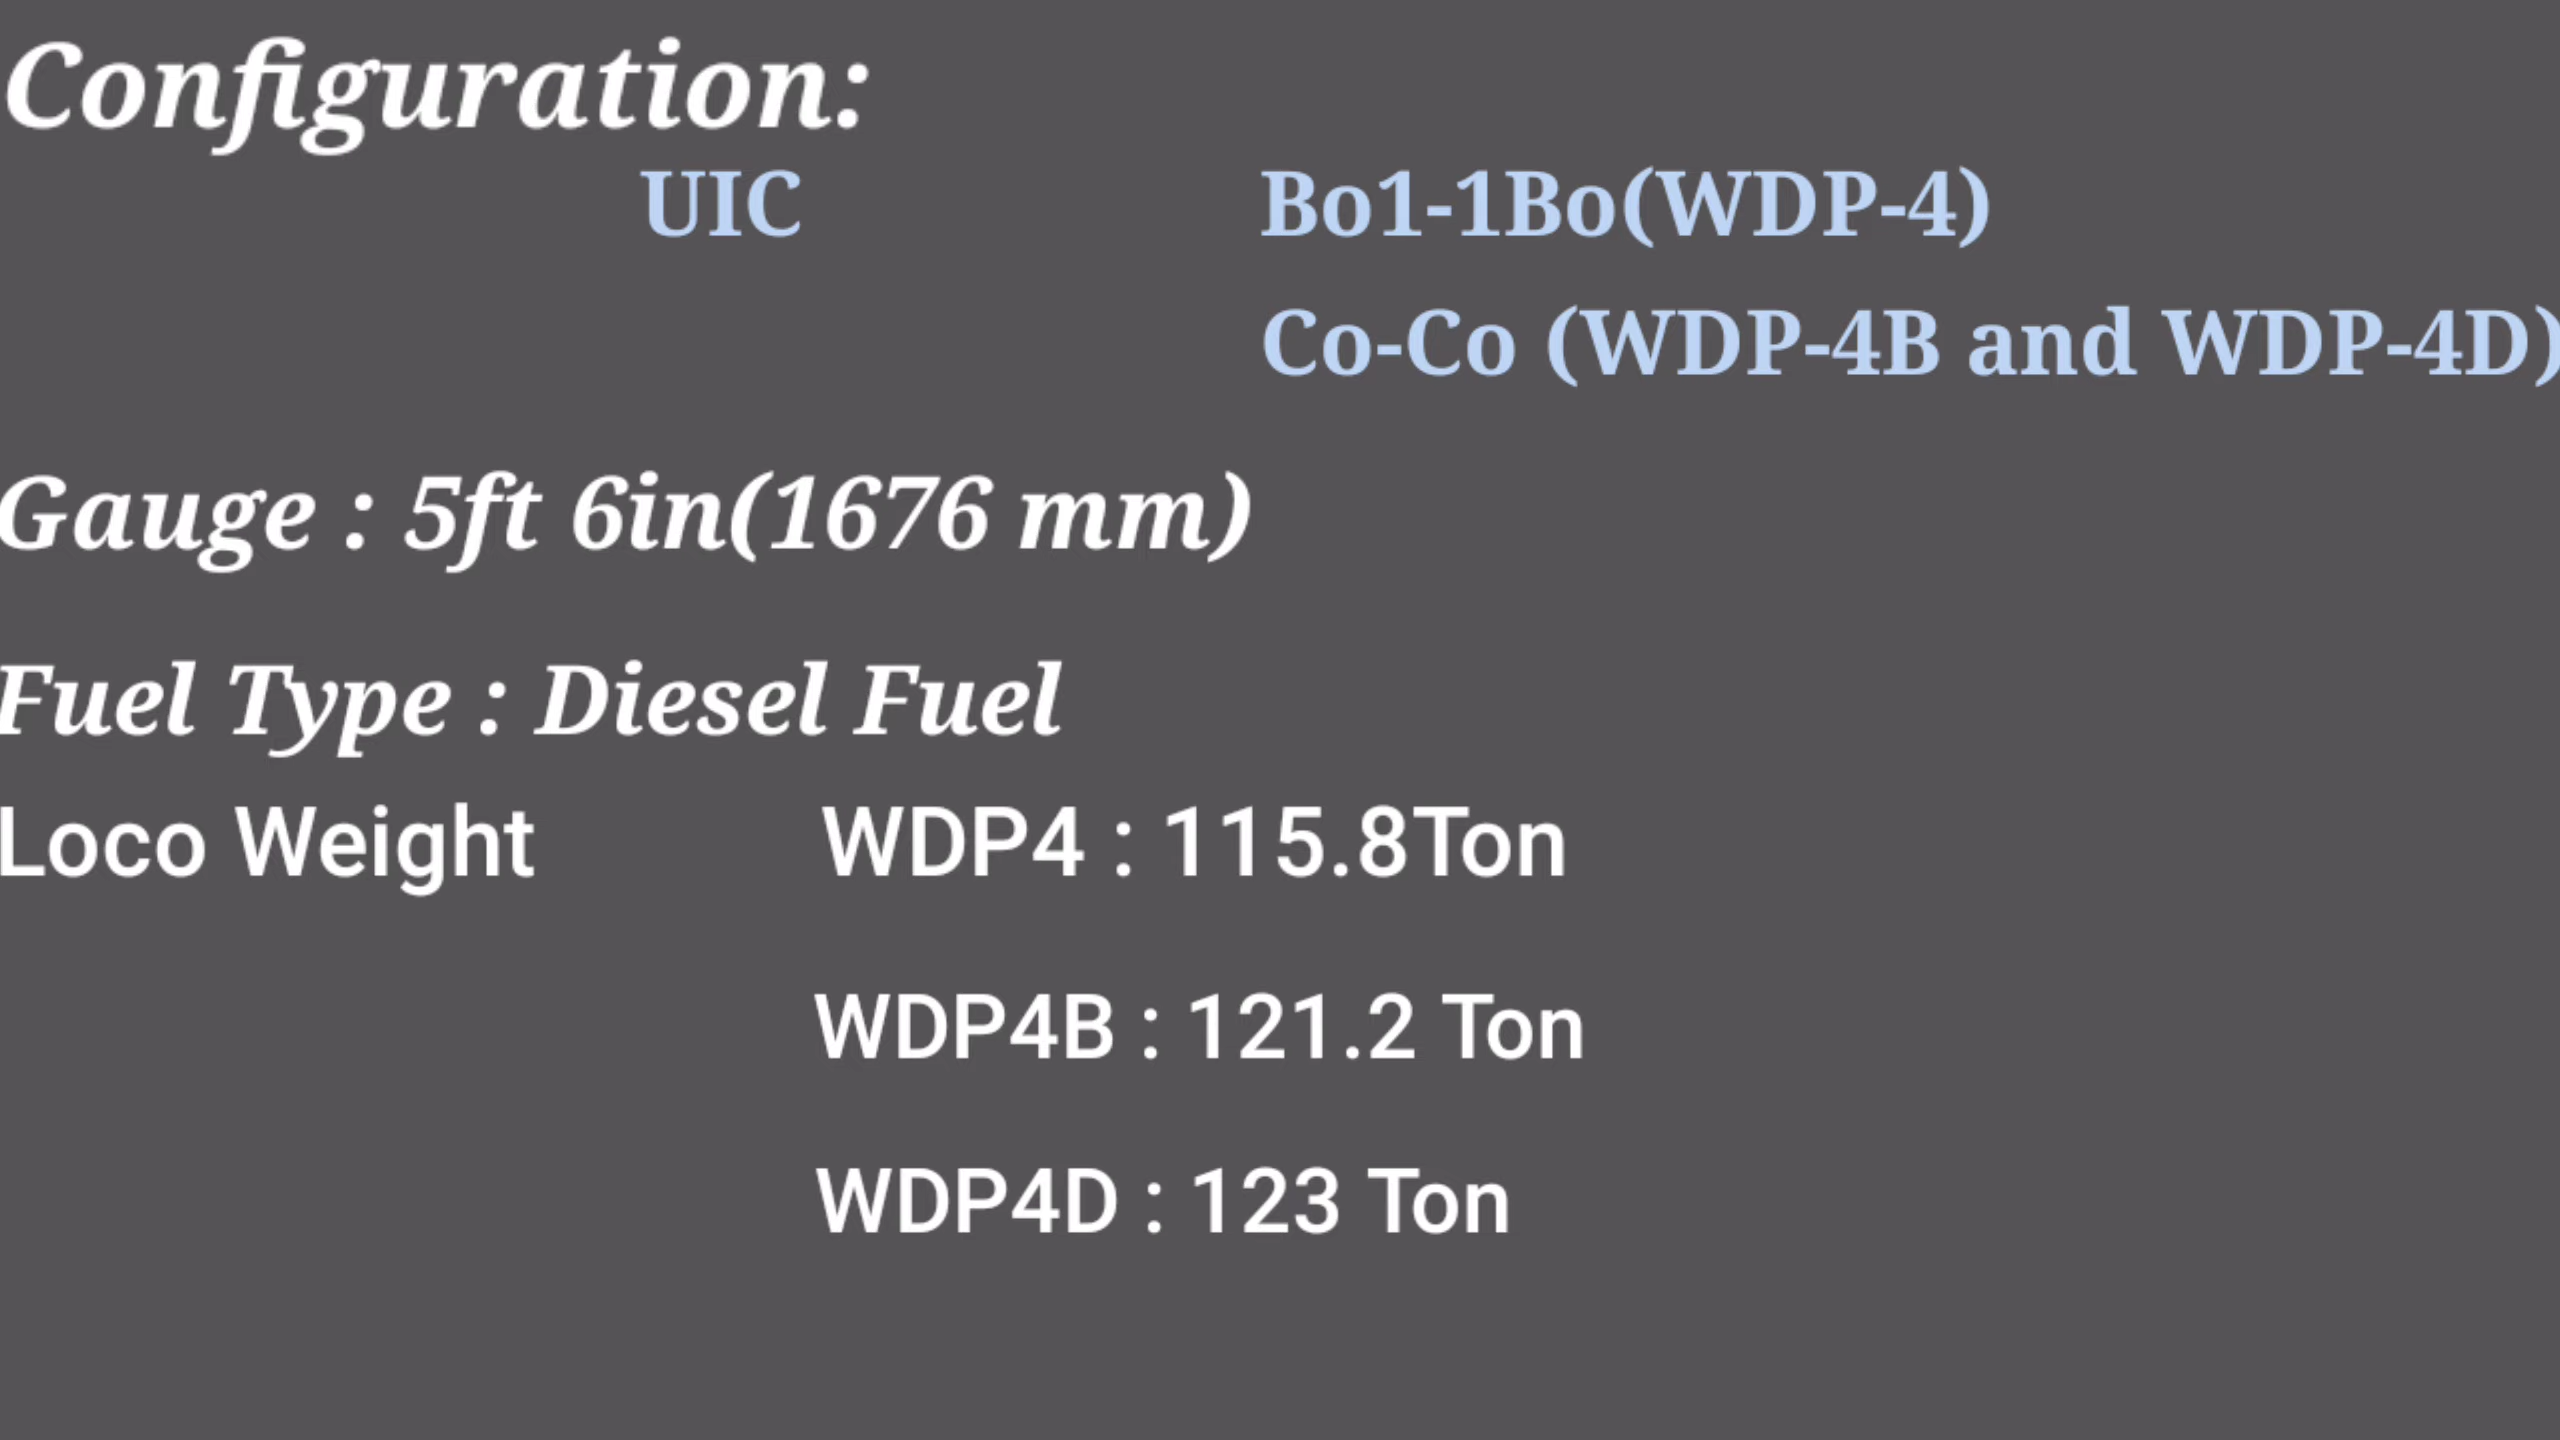 Configuration:
UIC Bo1-1Bo(WDP-4)
Co-Co (WDP-4B and WDP-4D)
Gauge : 5ft 6in(1676 mm)
Fuel Type : Diesel Fuel
Loco Weight WDP4 : 115.8Ton
WDP4B : 121.2 Ton
WDP4D : 123 Ton